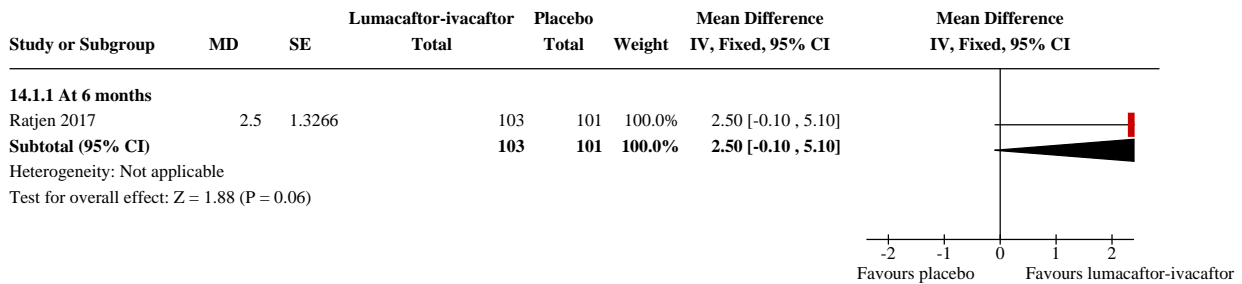 Lumacaftor-ivacaftor Placebo Mean Difference Mean Difference
Study or Subgroup MD SE Total Total Weight IV, Fixed, 95% CI IV, Fixed, 95% CI
14.1.1 At 6 months
Ratjen 2017 2.5 1.3266 103 101 100.0% 2.50 [-0.10 , 5.10]
Subtotal (95% CI) 103 101 100.0% 2.50 [-0.10 , 5.10]
Heterogeneity: Not applicable
Test for overall effect: Z = 1.88 (P = 0.06)
-2 -1 0 1 2
Favours placebo Favours lumacaftor-ivacaftor